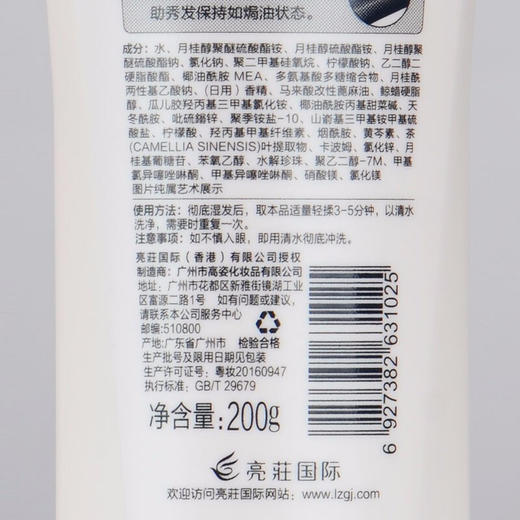 助秀发保持如焗油状态。
成分：水、月桂醇聚醚硫酸酯铵、月桂醇硫酸酯铵、月桂醇聚
醚硫酸酯钠、氯化钠、聚二甲基硅氧烷、柠檬酸钠、乙二醇二
硬脂酸酯、椰油酰胺 MEA、多氨基酸多糖缩合物、月桂酰
两性基乙酸钠、（日用）香精、马来酸改性蓖麻油、鲸蜡硬脂
醇、瓜儿胶羟丙基三甲基氯化铵、椰油酰胺丙基甜菜碱、天
冬酰胺、吡硫鎓锌、聚季铵盐-10、山嵛基三甲基铵甲基硫
酸盐、柠檬酸、羟丙基甲基纤维素、烟酰胺、黄芩素、茶
(CAMELLIA SINENSIS)叶提取物、卡波姆、氯化锌、月
桂基葡糖苷、苯氧乙醇、水解珍珠、聚乙二醇-7M、甲基
氯异噻唑啉酮、甲基异噻唑啉酮、硝酸镁、氯化镁
图片纯属艺术展示
使用方法：彻底湿发后，取本品适量轻揉3-5分钟，以清水
洗净，需要时重复一次。
注意事项：如不慎入眼，即用清水彻底冲洗。
亮莊国际（香港）有限公司授权
制造商：广州市高姿化妆品有限公司
地址：广州市花都区新雅街镜湖工业
区富源二路1号 如有问题或建议，
请联系本公司服务中心
邮编：510800
产地：广东省广州市 检验合格
生产批号及限用日期见包装
生产许可证号：粤妆20160947
执行标准：GB/T 29679
净含量：200g
6 927382 631025
亮莊国际
欢迎访问亮莊国际网站：www.lzgj.com